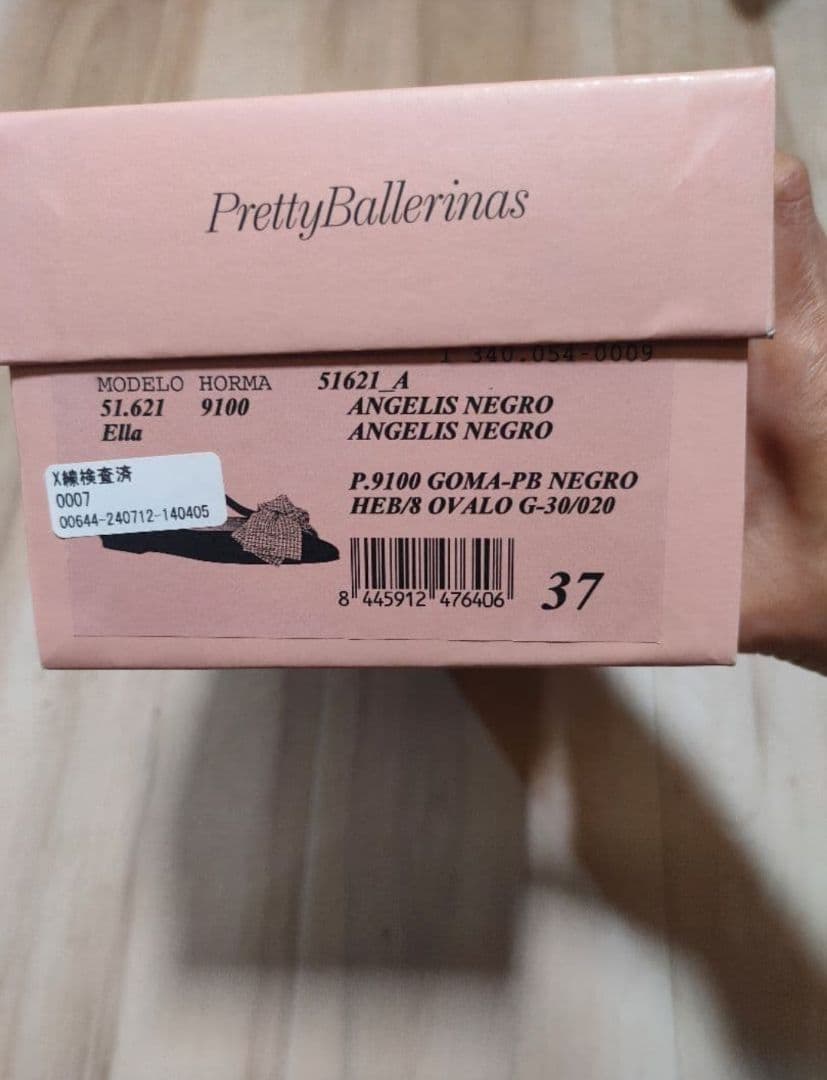 PrettyBallerinas
1 340.054-0009
MODELO HORMA 51621_A
51.621 9100 ANGELIS NEGRO
Ella ANGELIS NEGRO
X線検査済
0007
00644-240712-140405
P.9100 GOMA-PB NEGRO
HEB/8 OVALO G-30/020
8 445912 476406
37